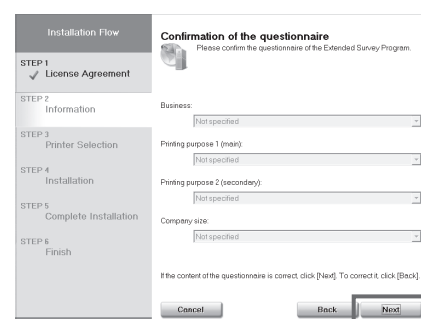 Installation Flow
STEP 1
License Agreement
STEP 2
Information
STEP 3
Printer Selection
STEP 4
Installation
STEP 5
Complete Installation
STEP 6
Finish
Confirmation of the questionnaire
Please confirm the questionnaire of the Extended Survey Program.
Business:
Not specified
Printing purpose 1 (main):
Not specified
Printing purpose 2 (secondary):
Not specified
Company size:
Not specified
If the content of the questionnaire is correct, click [Next]. To correct it, click [Back].
Cancel
Back
Next